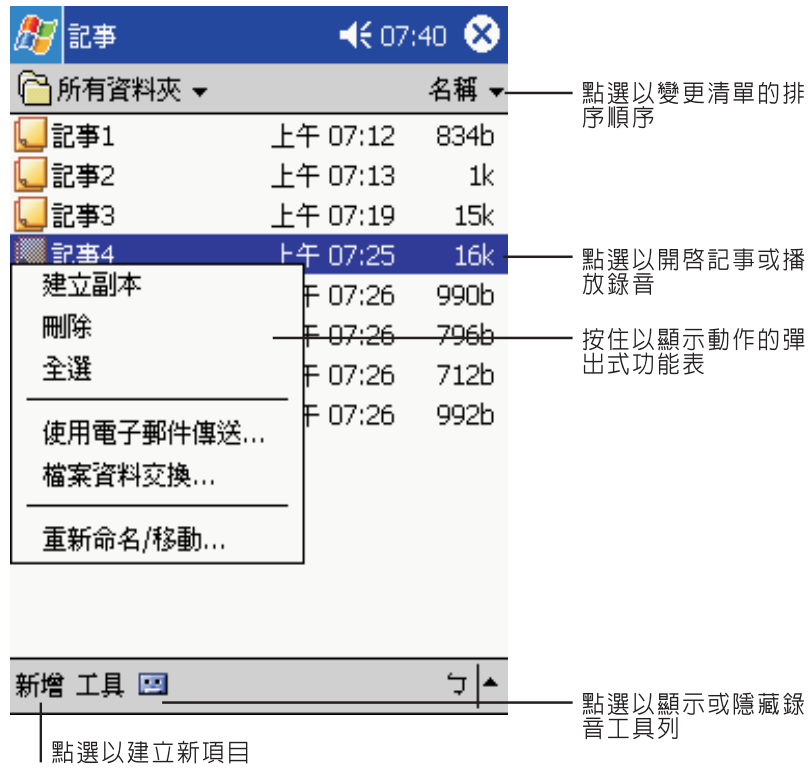 記事 07:40
所有資料夾 名稱
點選以變更清單的排
序順序
記事1 上午 07:12 834b
記事2 上午 07:13 1k
記事3 上午 07:19 15k
記事4 上午 07:25 16k
點選以開啟記事或播
放錄音
建立副本
午 07:26 990b
刪除
午 07:26 796b
按住以顯示動作的彈
出式功能表
全選
午 07:26 712b
使用電子郵件傳送...
午 07:26 992b
檔案資料交換...
重新命名/移動...
新增 工具 ㄅ
點選以顯示或隱藏錄
音工具列
點選以建立新項目